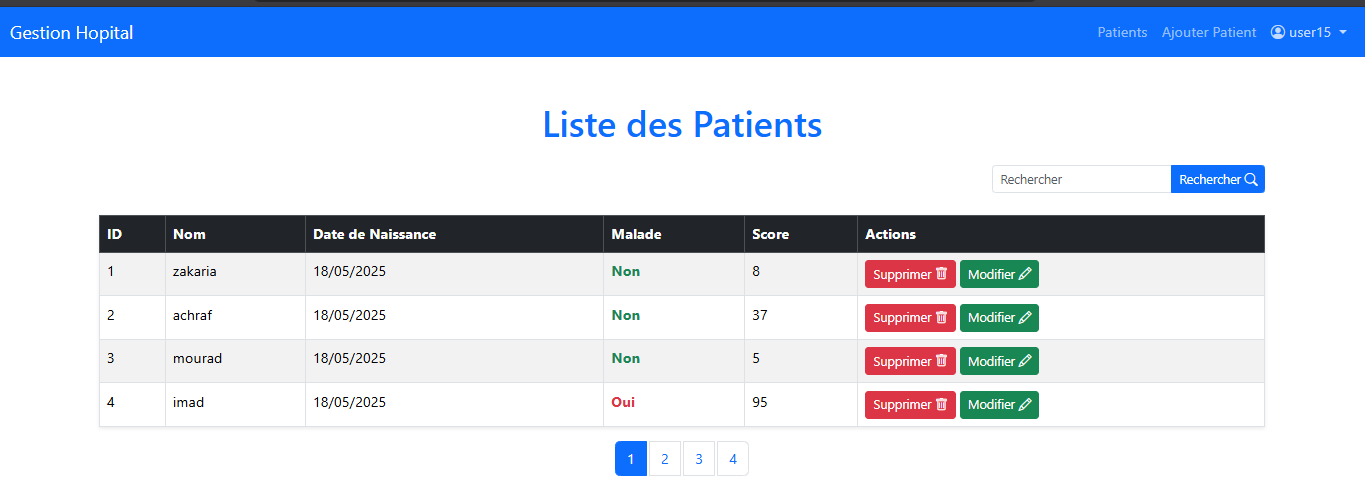 Gestion Hopital Patients Ajouter Patient user15
Liste des Patients
Rechercher Rechercher
ID Nom Date de Naissance Malade Score Actions
1 zakaria 18/05/2025 Non 8 Supprimer Modifier
2 achraf 18/05/2025 Non 37 Supprimer Modifier
3 mourad 18/05/2025 Non 5 Supprimer Modifier
4 imad 18/05/2025 Oui 95 Supprimer Modifier
1 2 3 4